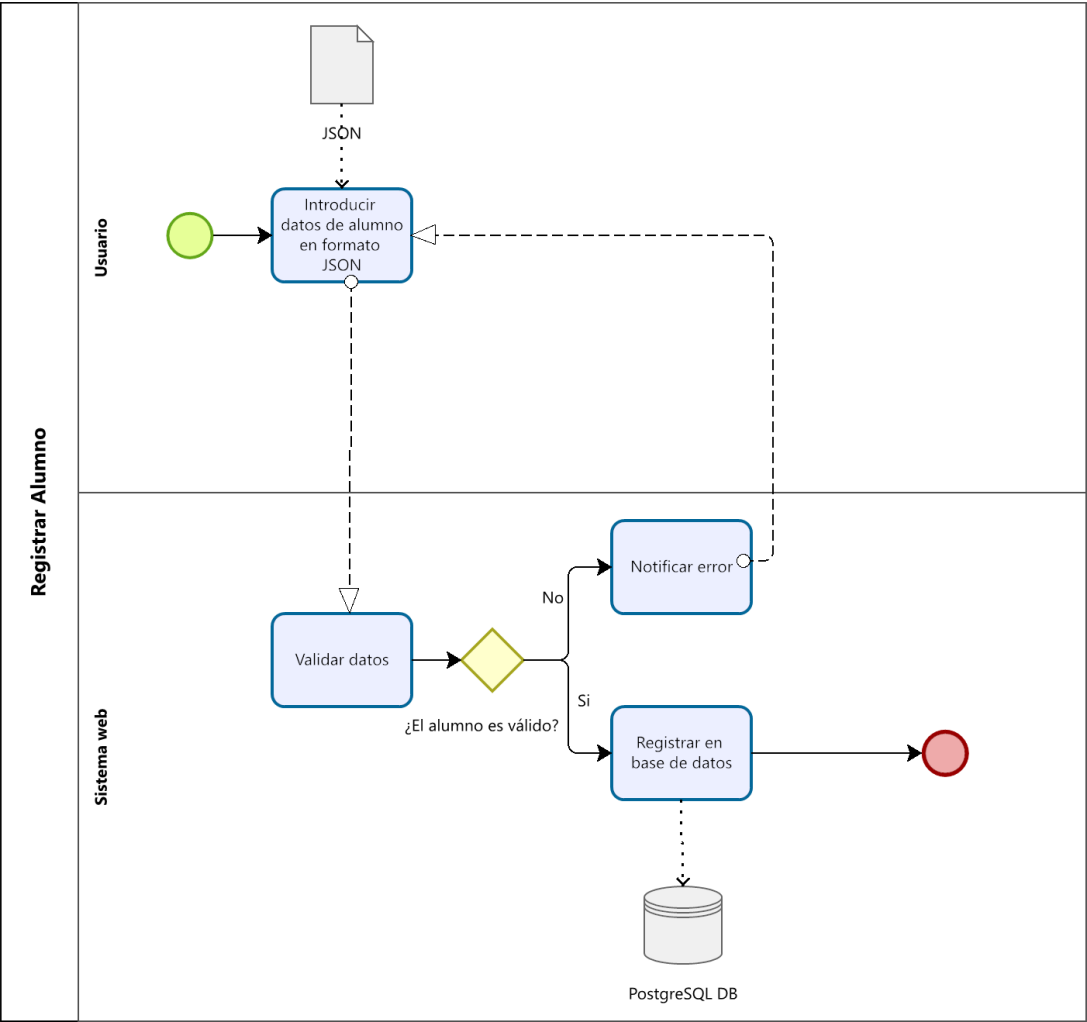 Registrar Alumno
Usuario
JSON
Introducir
datos de alumno
en formato
JSON
Sistema web
Validar datos
¿El alumno es válido?
No
Notificar error
Si
Registrar en
base de datos
PostgreSQL DB